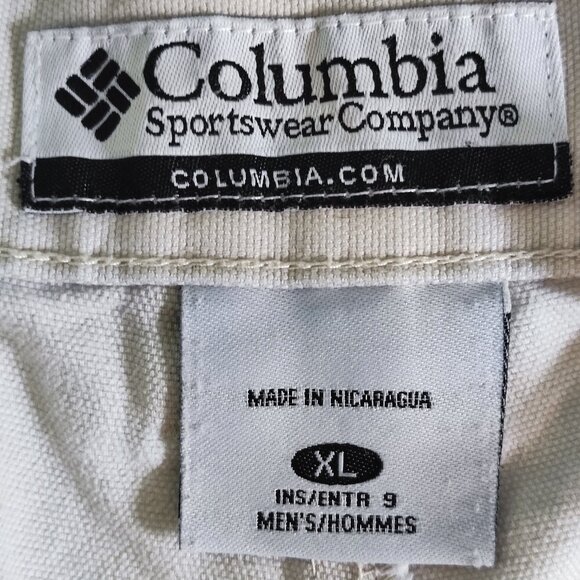 Columbia
Sportswear Company®
COLUMBIA.COM
MADE IN NICARAGUA
XL
INS/ENTR 9
MEN'S/HOMMES